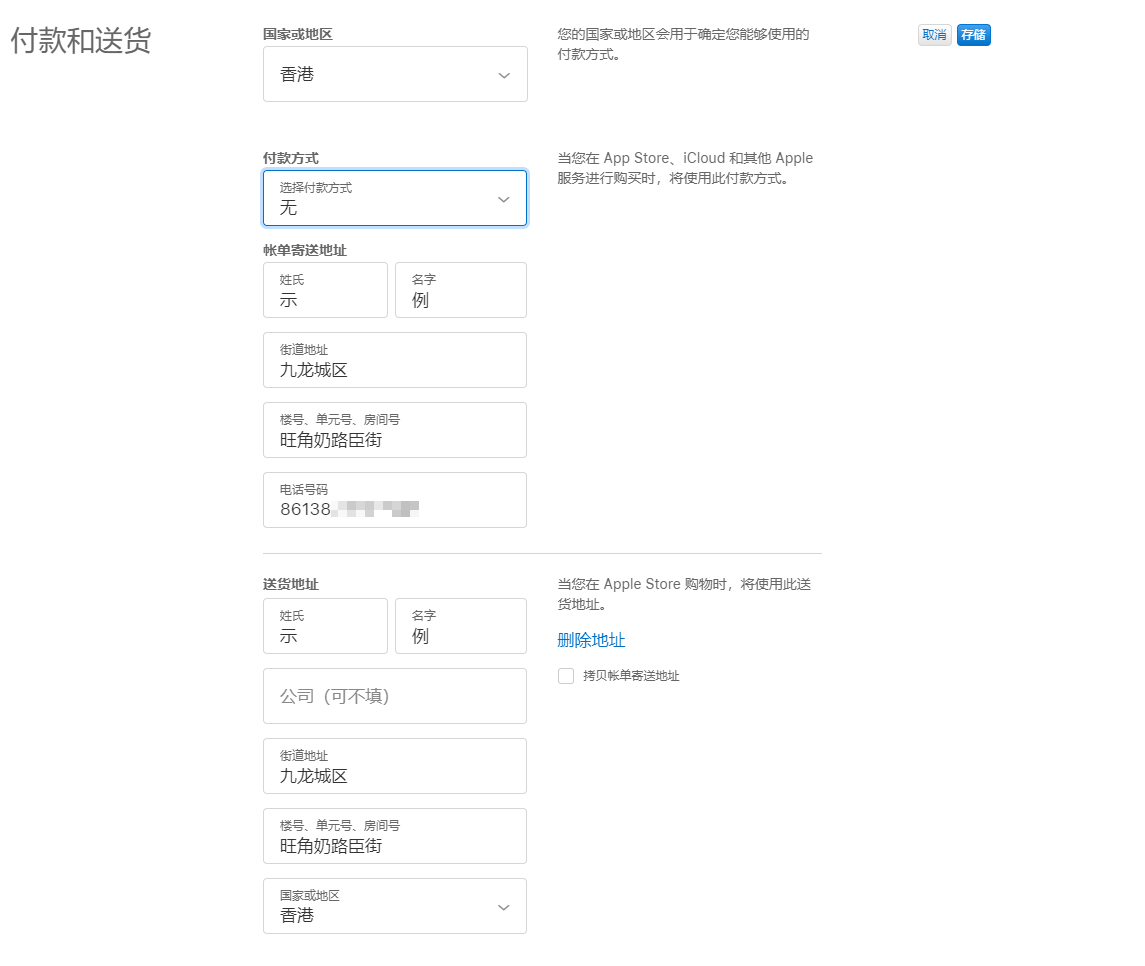 付款和送货
国家或地区
香港
您的国家或地区会用于确定您能够使用的
付款方式。
取消
存储
付款方式
选择付款方式
无
当您在 App Store、iCloud 和其他 Apple
服务进行购买时，将使用此付款方式。
帐单寄送地址
姓氏
示
名字
例
街道地址
九龙城区
楼号、单元号、房间号
旺角奶路臣街
电话号码
86138
送货地址
姓氏
示
名字
例
当您在 Apple Store 购物时，将使用此送
货地址。
删除地址
拷贝帐单寄送地址
公司（可不填）
街道地址
九龙城区
楼号、单元号、房间号
旺角奶路臣街
国家或地区
香港